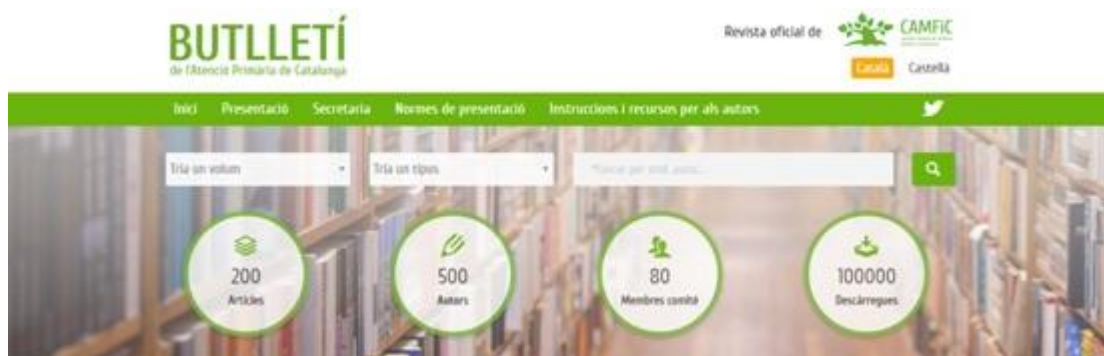 BUTLLETÍ
de l'Atenció Primària de Catalunya
Revista oficial de
CAMFiC
Català Castellà
Inici Presentació Secretaria Normes de presentació Instruccions i recursos per als autors
Tria un volum Tria un tipus
200
Articles
500
Autors
80
Membres comitè
100000
Descàrregues